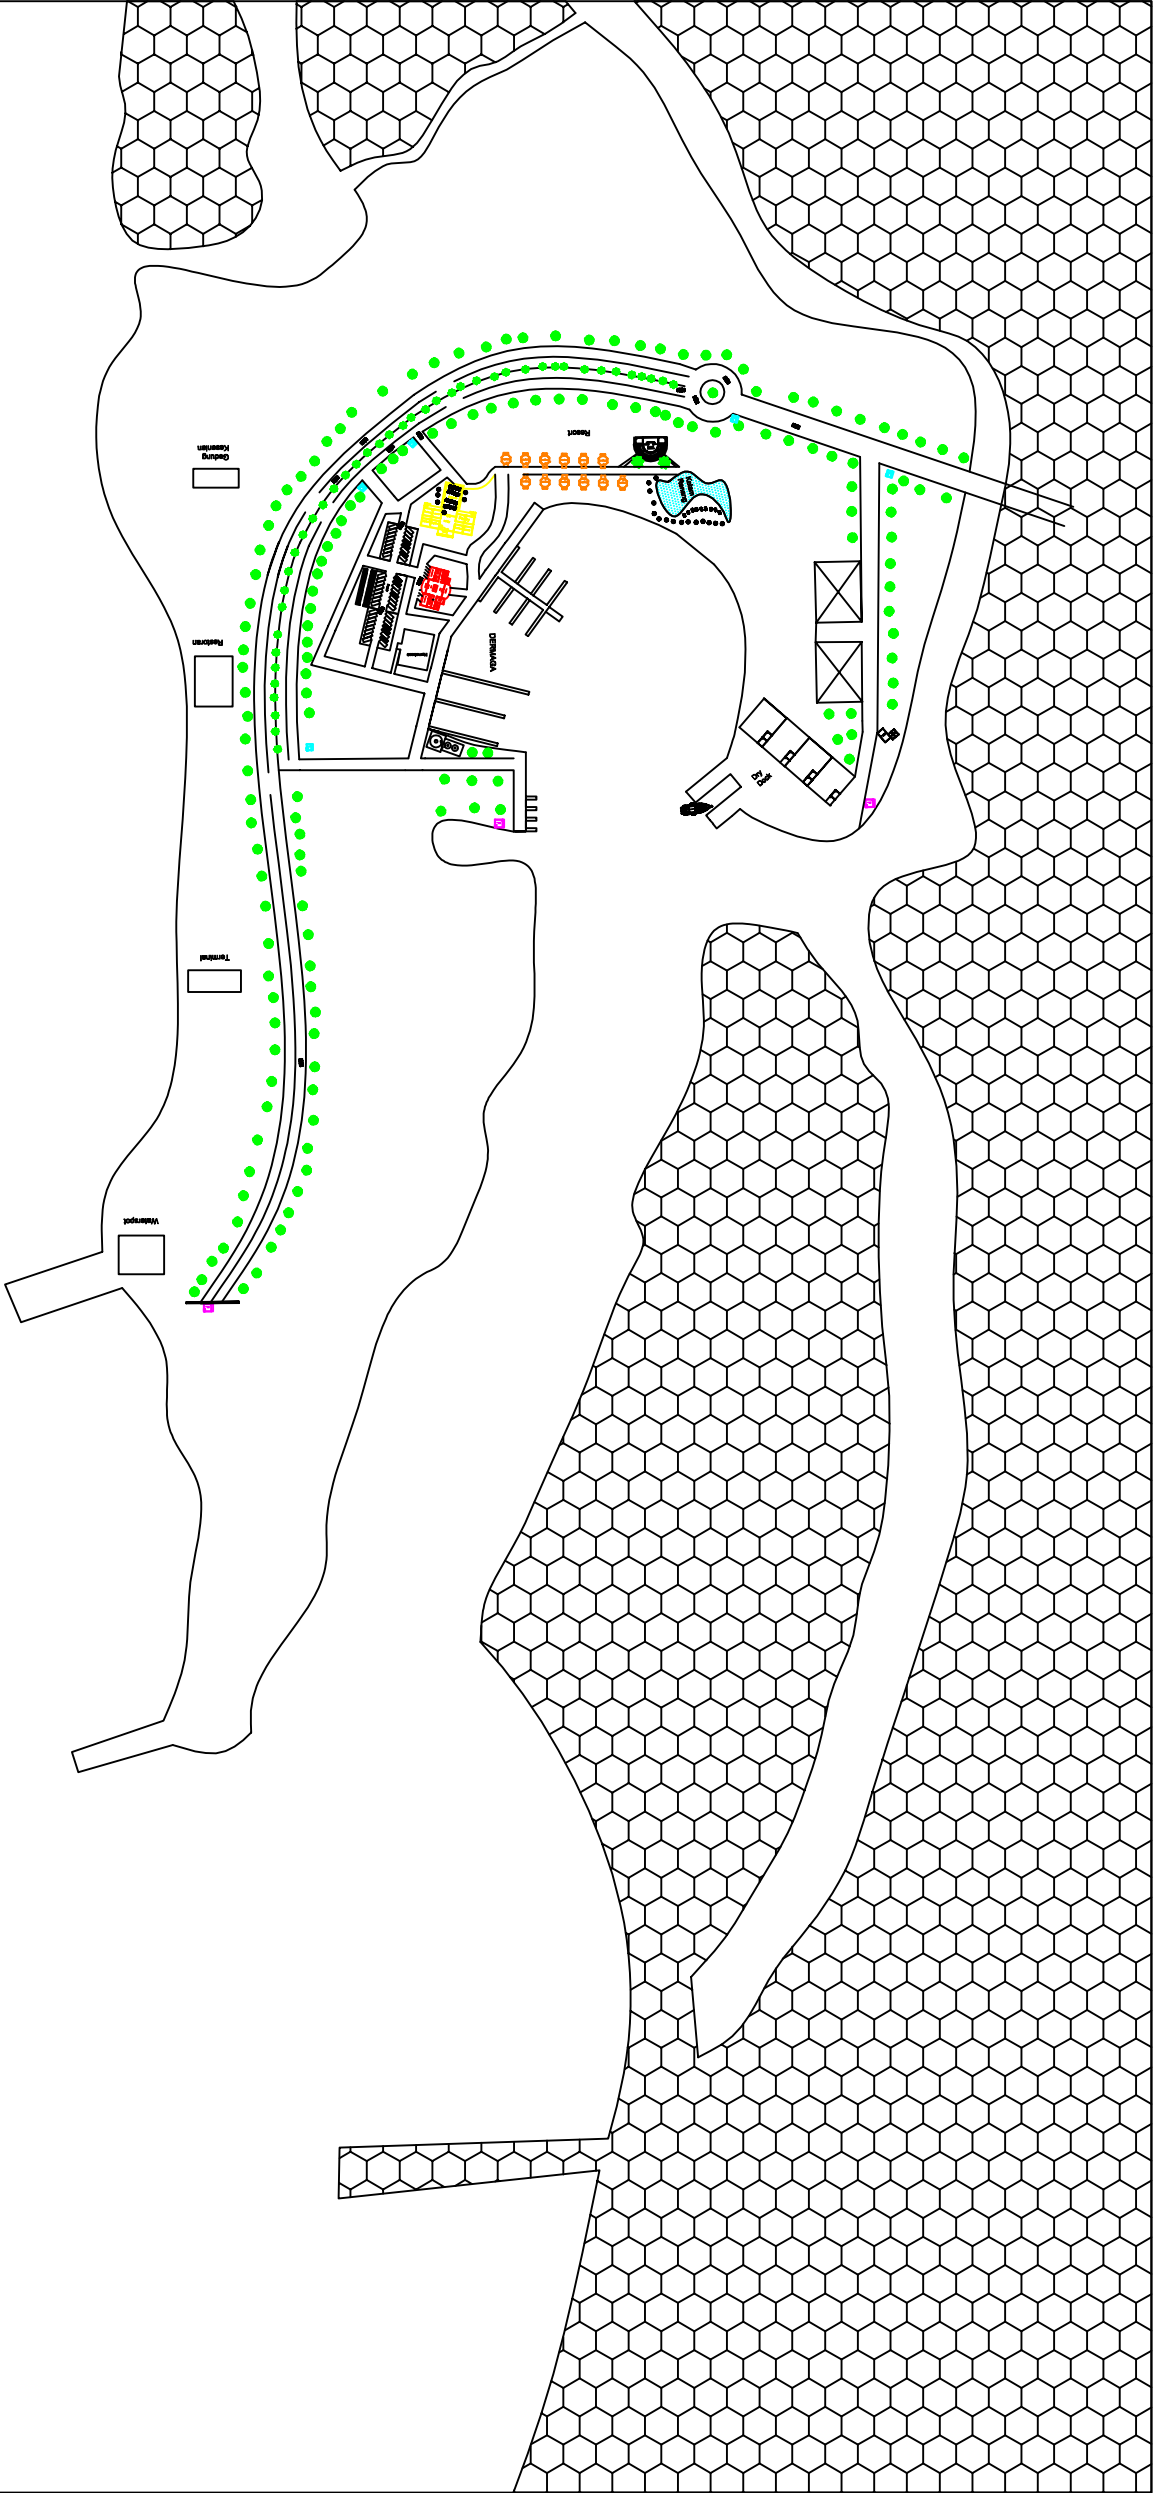 Gedung
Kesenian
Resort
Restoran
DERMAGA
Dry
Dock
Terminal
Waterspot